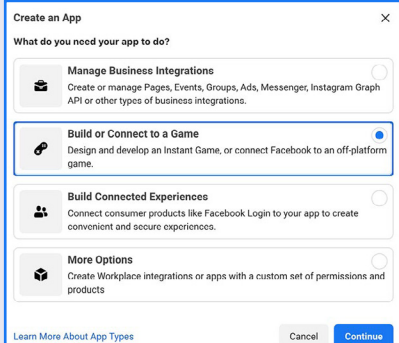 Create an App
What do you need your app to do?
Manage Business Integrations
Create or manage Pages, Events, Groups, Ads, Messenger, Instagram Graph
API or other types of business integrations.
Build or Connect to a Game
Design and develop an Instant Game, or connect Facebook to an off-platform
game.
Build Connected Experiences
Connect consumer products like Facebook Login to your app to create
convenient and secure experiences.
More Options
Create Workplace integrations or apps with a custom set of permissions and
products
Learn More About App Types
Cancel
Continue